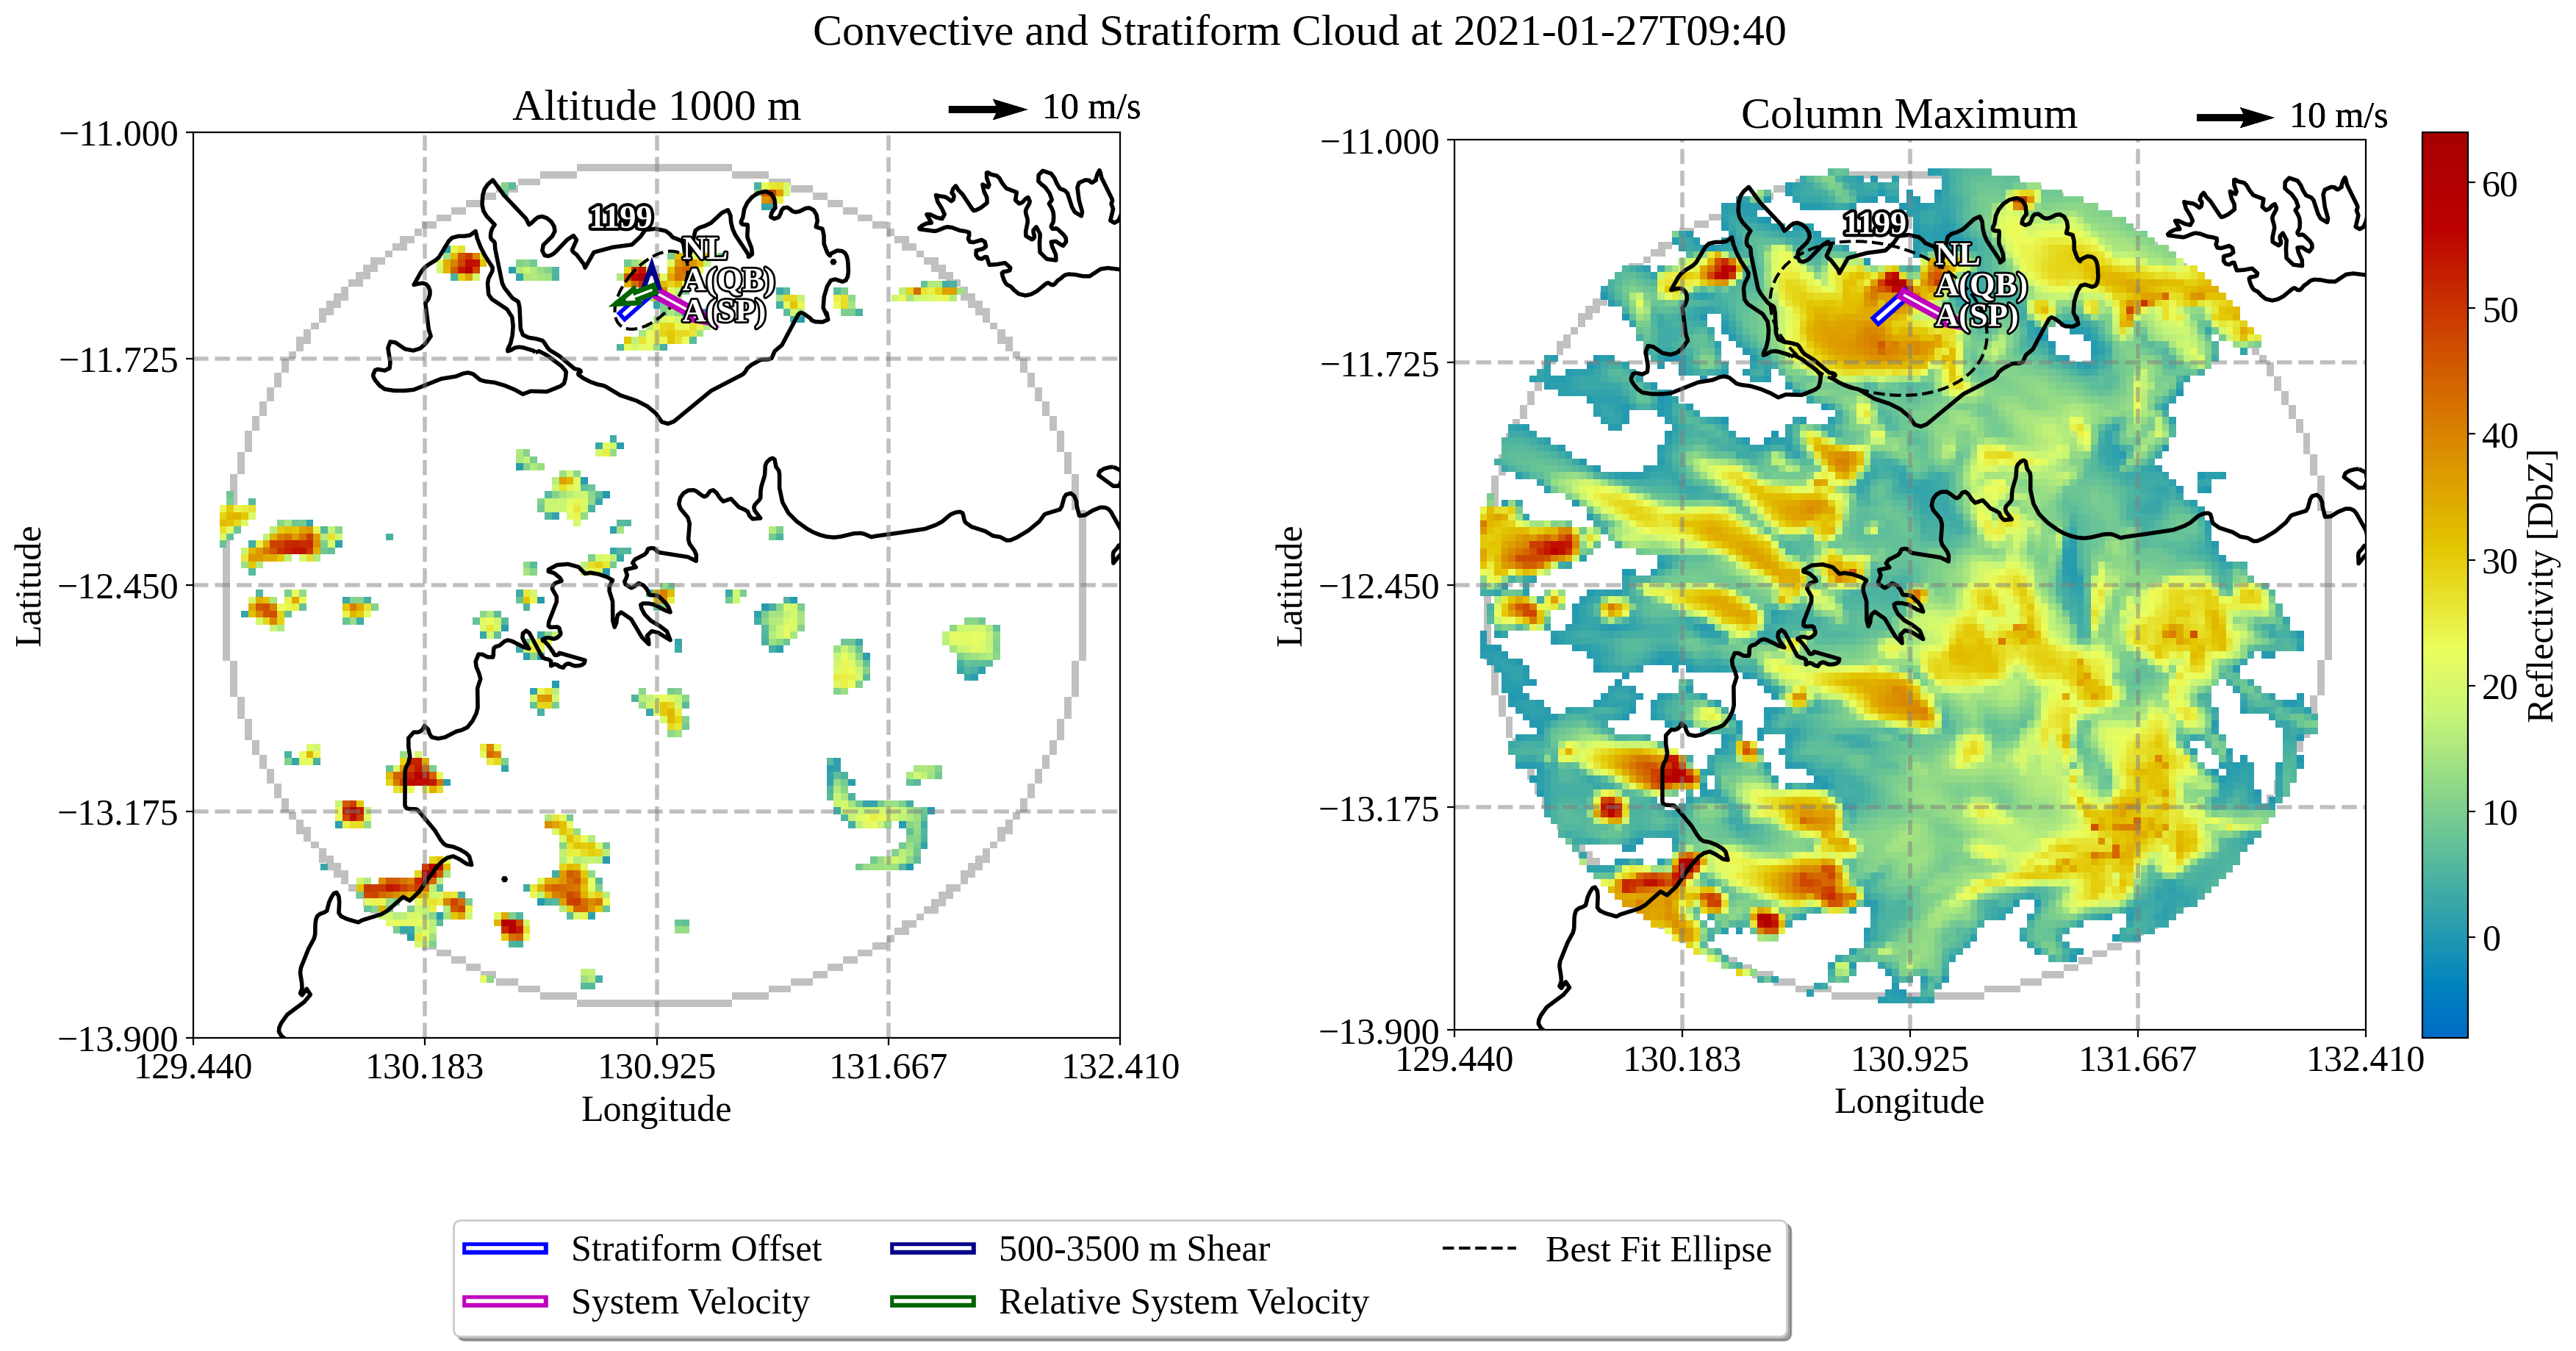 Convective and Stratiform Cloud at 2021-01-27T09:40
Altitude 1000 m
10 m/s
−11.000
−11.725
−12.450
−13.175
−13.900
129.440
130.183
130.925
131.667
132.410
Latitude
Longitude
1199
NL
A(QB)
A(SP)
Column Maximum
10 m/s
−11.000
−11.725
−12.450
−13.175
−13.900
129.440
130.183
130.925
131.667
132.410
Latitude
Longitude
1199
NL
A(QB)
A(SP)
60
50
40
30
20
10
0
Reflectivity [DbZ]
Stratiform Offset
System Velocity
500-3500 m Shear
Relative System Velocity
Best Fit Ellipse